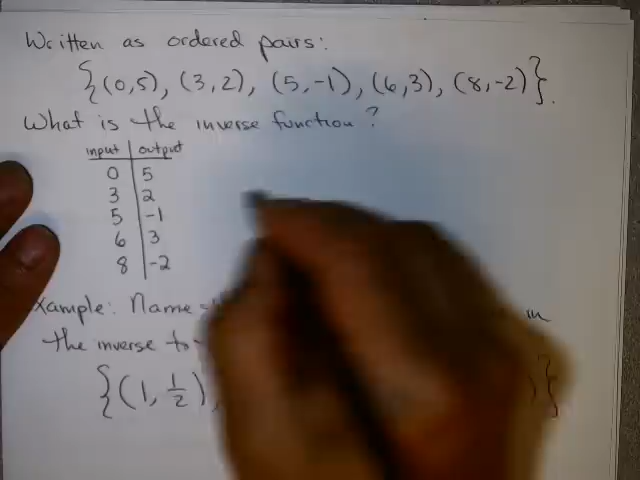 Written as ordered pairs:
{(0,5), (3,2), (5,-1), (6,3), (8,-2)}.
What is the inverse function?
input | output
0 | 5
3 | 2
5 | -1
6 | 3
8 | -2
xample: Name
the inverse to
{(1, 1/2), )}